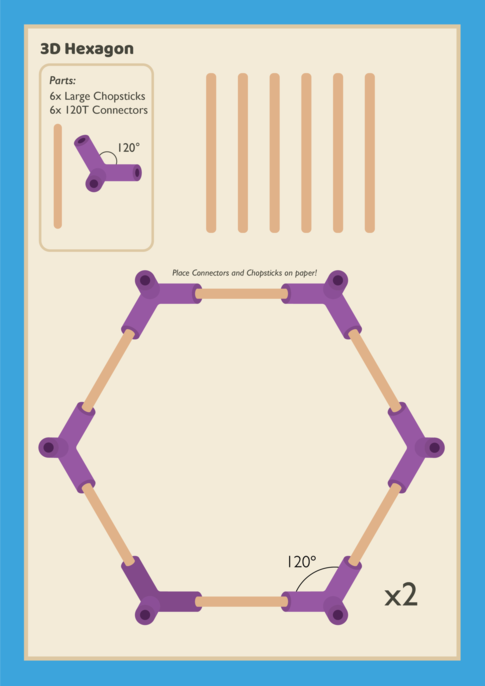 3D Hexagon
Parts:
6x Large Chopsticks
6x 120T Connectors
120°
Place Connectors and Chopsticks on paper!
120°
x2